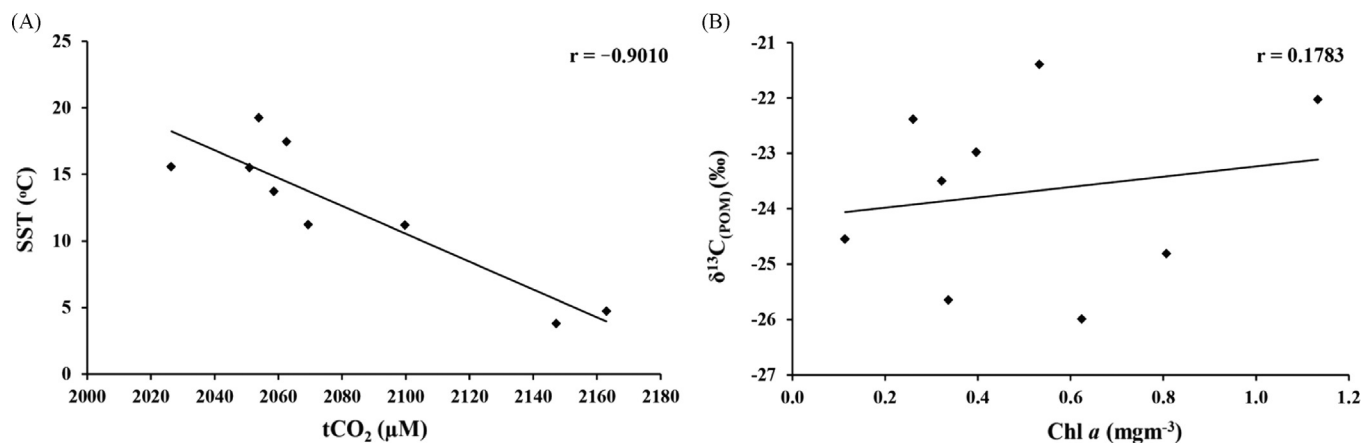 (A)
r = −0.9010
SST (ºC)
25
20
15
10
5
0
2000 2020 2040 2060 2080 2100 2120 2140 2160 2180
tCO₂ (µM)
(B)
r = 0.1783
δ¹³C₍POM₎ (‰)
-21
-22
-23
-24
-25
-26
-27
0.0 0.2 0.4 0.6 0.8 1.0 1.2
Chl a (mgm⁻³)